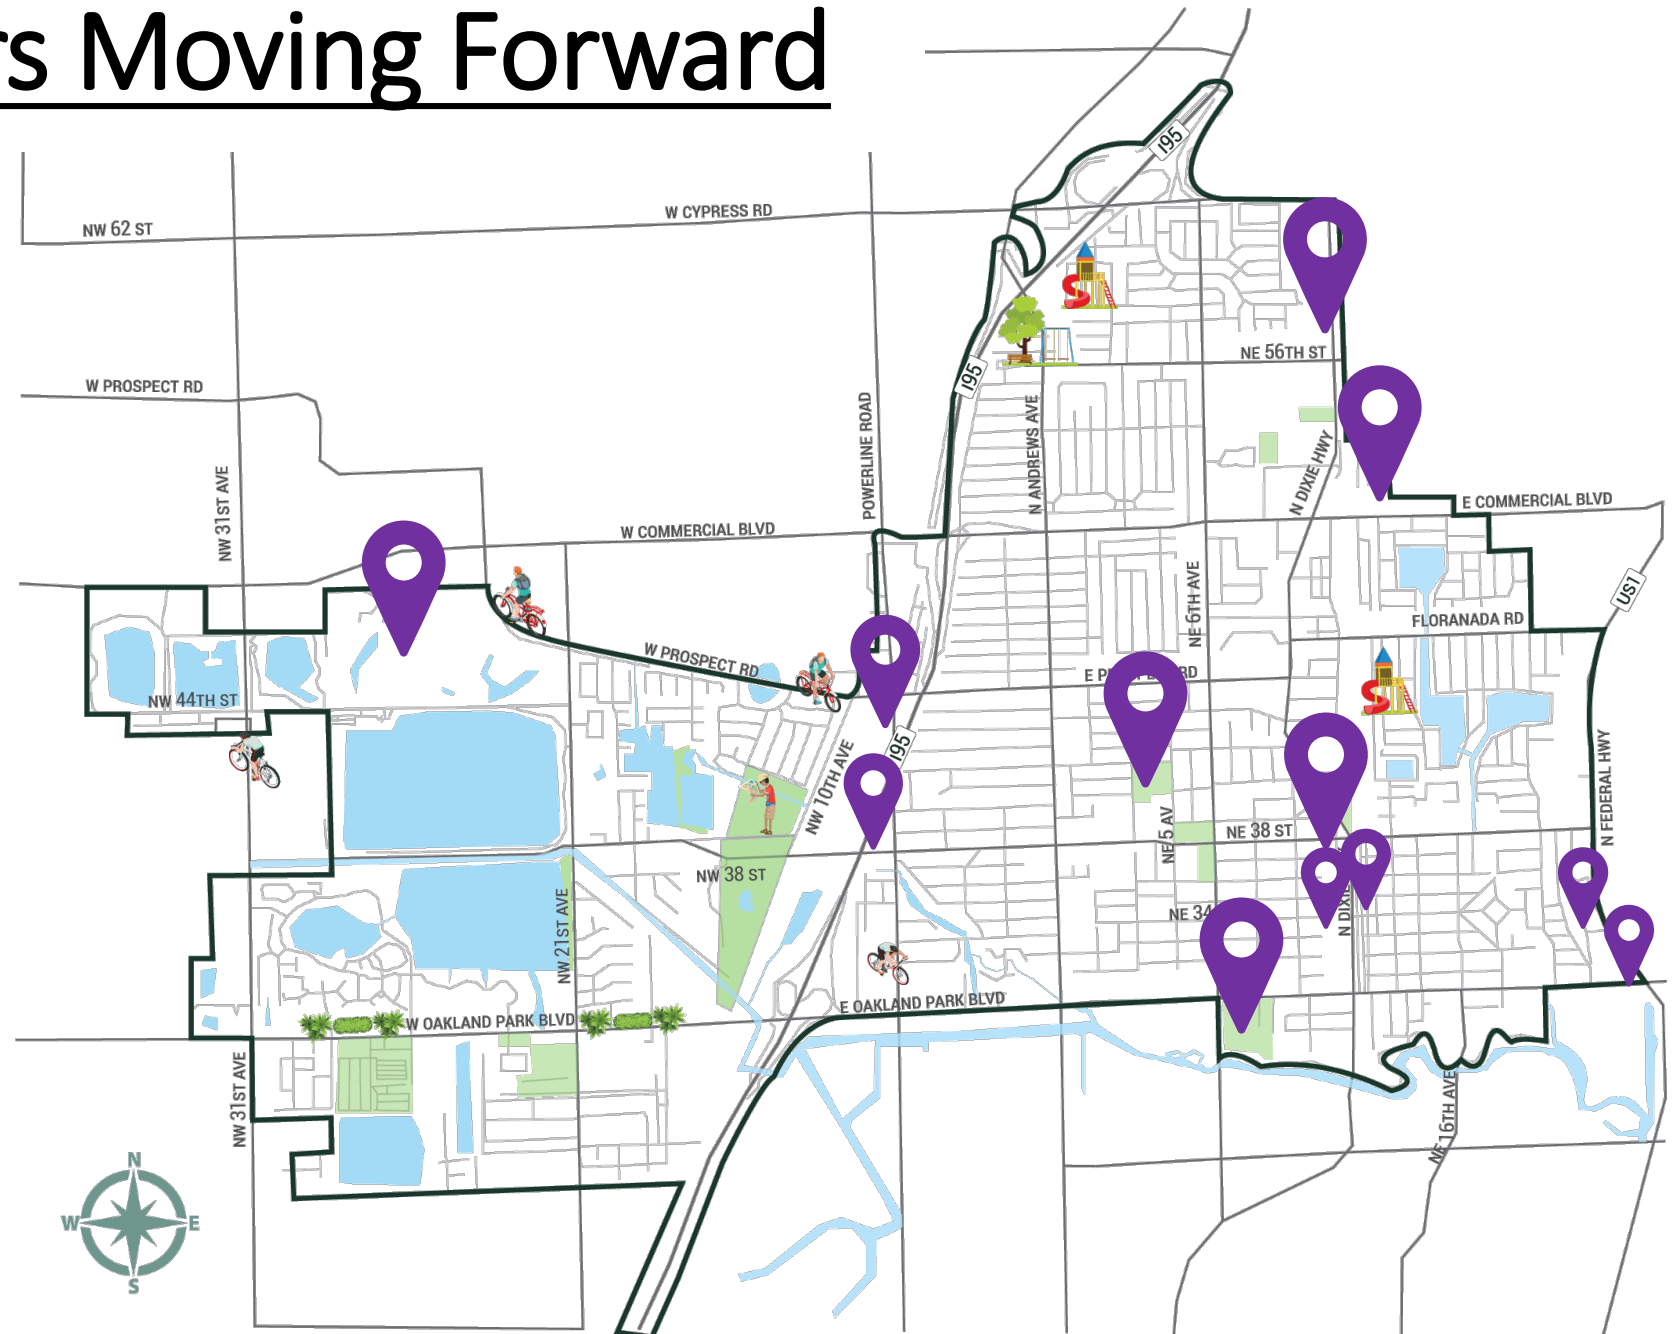 rs Moving Forward
I95
W CYPRESS RD
NW 62 ST
NE 56TH ST
W PROSPECT RD
I95
POWERLINE ROAD
N ANDREWS AVE
N DIXIE HWY
NW 31ST AVE
E COMMERCIAL BLVD
W COMMERCIAL BLVD
US1
NE 6TH AVE
FLORANADA RD
W PROSPECT RD
RD
NW 44TH ST
I95
NW 10TH AVE
N FEDERAL HWY
NE 5 AV
NE 38 ST
NW 38 ST
NE 34
NW 21ST AVE
E OAKLAND PARK BLVD
W OAKLAND PARK BLVD
NW 31ST AVE
NE 16TH AVE
N
W E
S